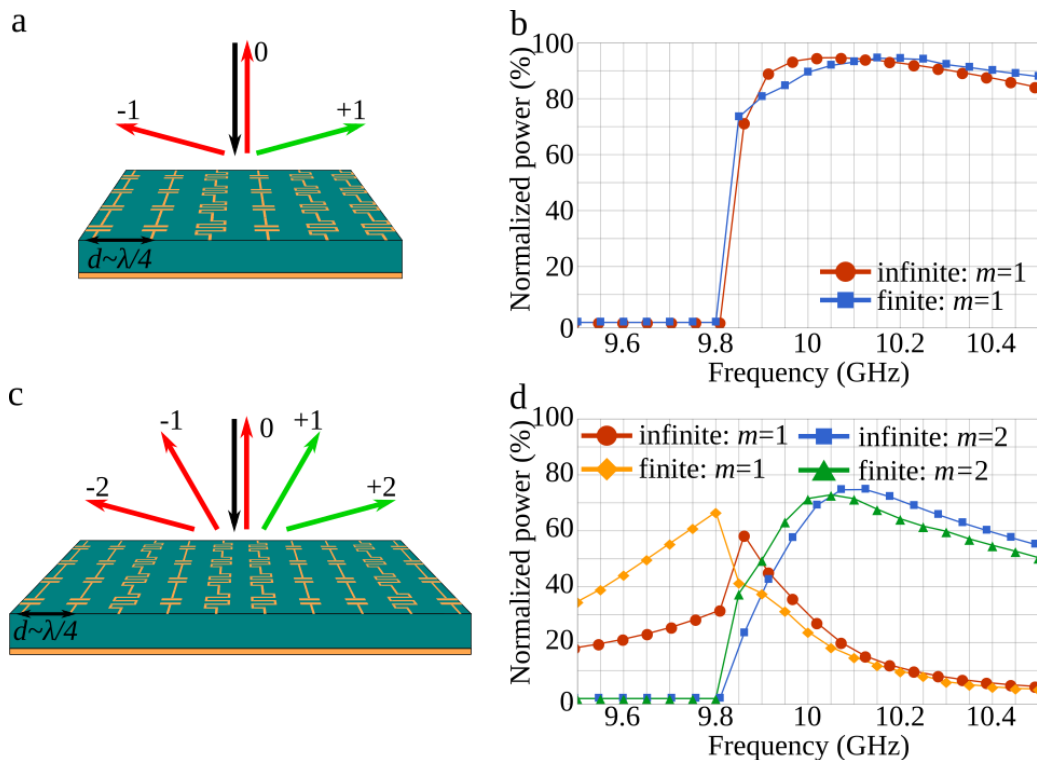 a
0
-1
+1
d~λ/4
b
Normalized power (%)
100
80
60
40
20
0
infinite: m=1
finite: m=1
9.6
9.8
10
10.2
10.4
Frequency (GHz)
c
-1
0
+1
-2
+2
d~λ/4
d
Normalized power (%)
100
80
60
40
20
0
infinite: m=1
infinite: m=2
finite: m=1
finite: m=2
9.6
9.8
10
10.2
10.4
Frequency (GHz)